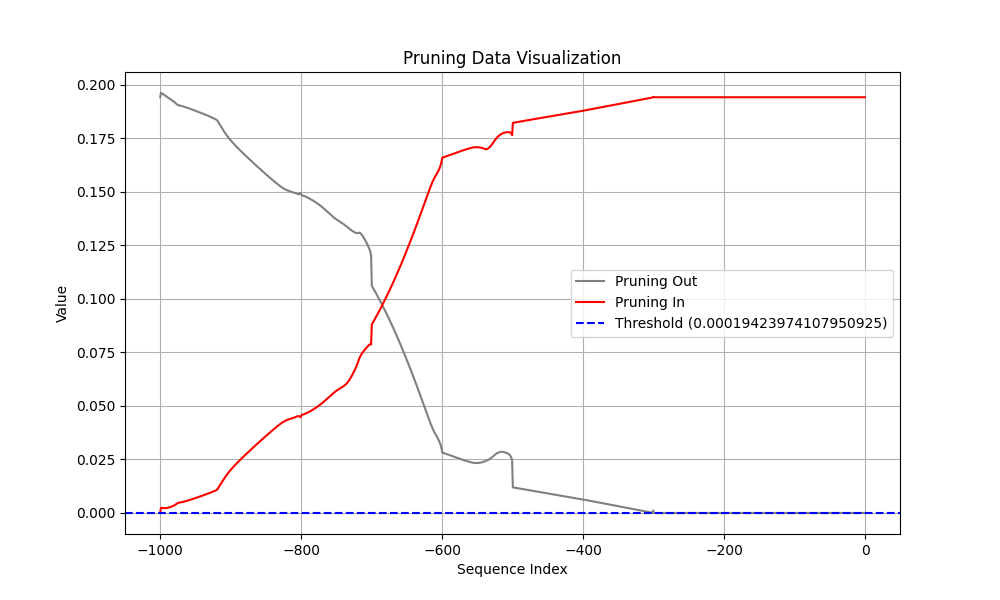 Pruning Data Visualization
0.200
0.175
0.150
0.125
0.100
0.075
0.050
0.025
0.000
Value
Pruning Out
Pruning In
Threshold (0.00019423974107950925)
−1000 −800 −600 −400 −200 0
Sequence Index